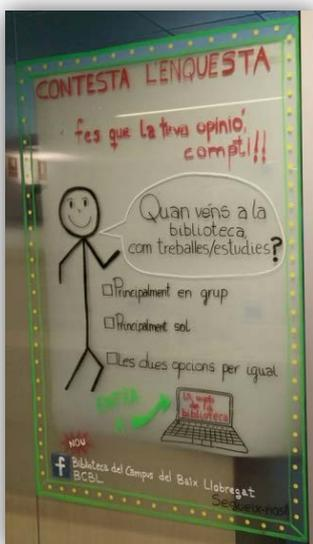 CONTESTA L'ENQUESTA
fes que la teva opinió,
compti!!
Quan vens a la
biblioteca,
com treballes/estudies?
Principalment en grup
Principalment sol
Les dues opcions per igual
ENTRA
A
LA WEB
DE LA
biblioteca
NOU
f Biblioteca del Campus del Baix Llobregat
BCBL
Segueix-nos!